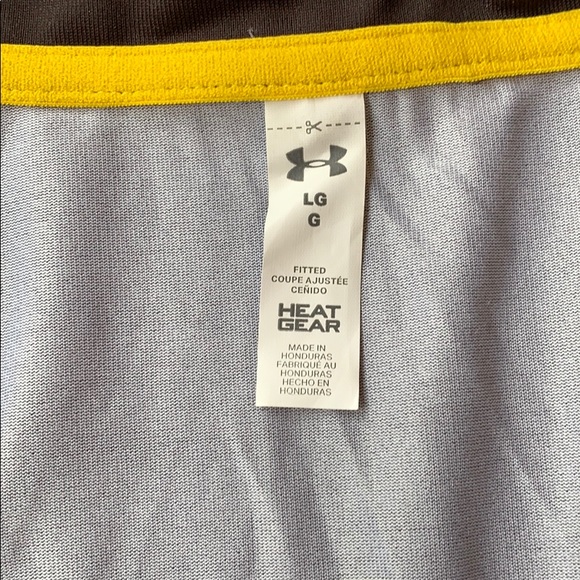 LG
G
FITTED
COUPE AJUSTÉE
CEÑIDO
HEAT
GEAR
MADE IN
HONDURAS
FABRIQUÉ AU
HONDURAS
HECHO EN
HONDURAS